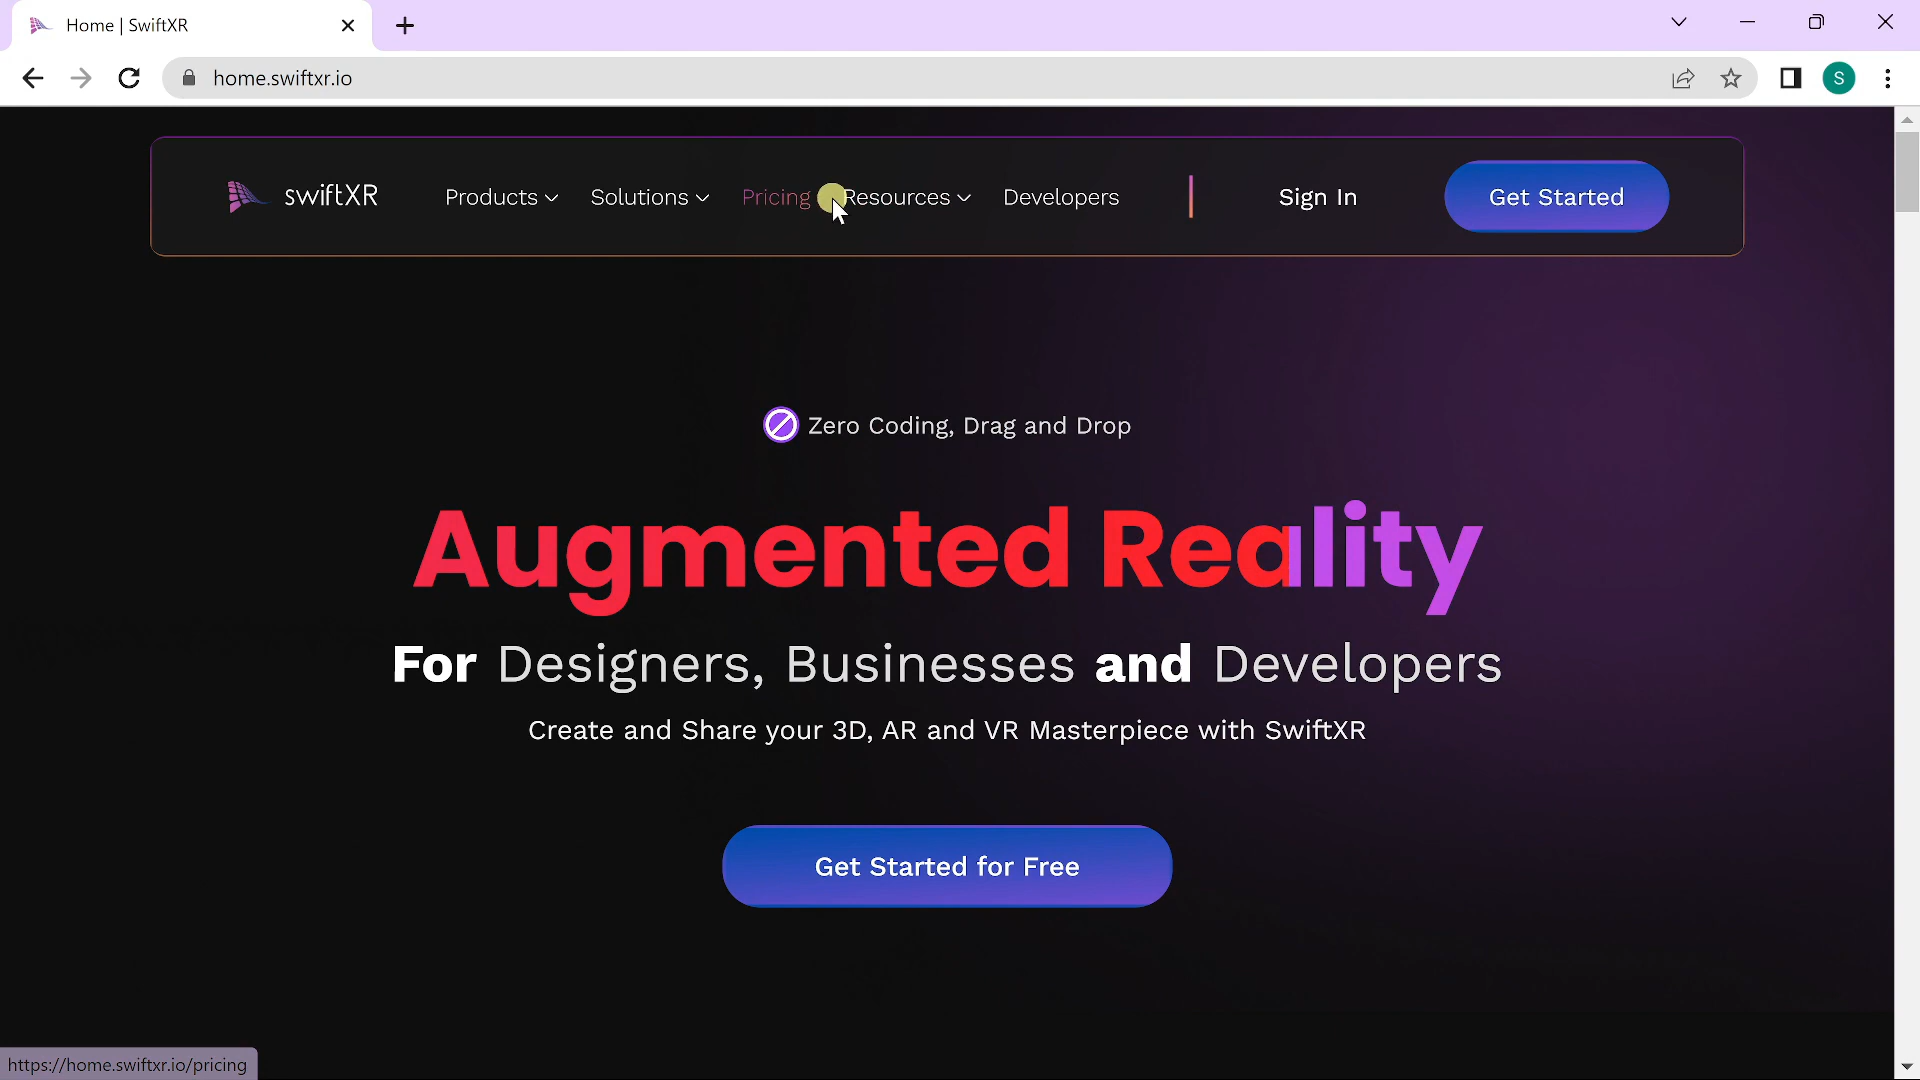 Home | SwiftXR
home.swiftxr.io
S
swiftXR
Products
Solutions
Pricing
Resources
Developers
Sign In
Get Started
Zero Coding, Drag and Drop
Augmented Reality
For Designers, Businesses and Developers
Create and Share your 3D, AR and VR Masterpiece with SwiftXR
Get Started for Free
https://home.swiftxr.io/pricing